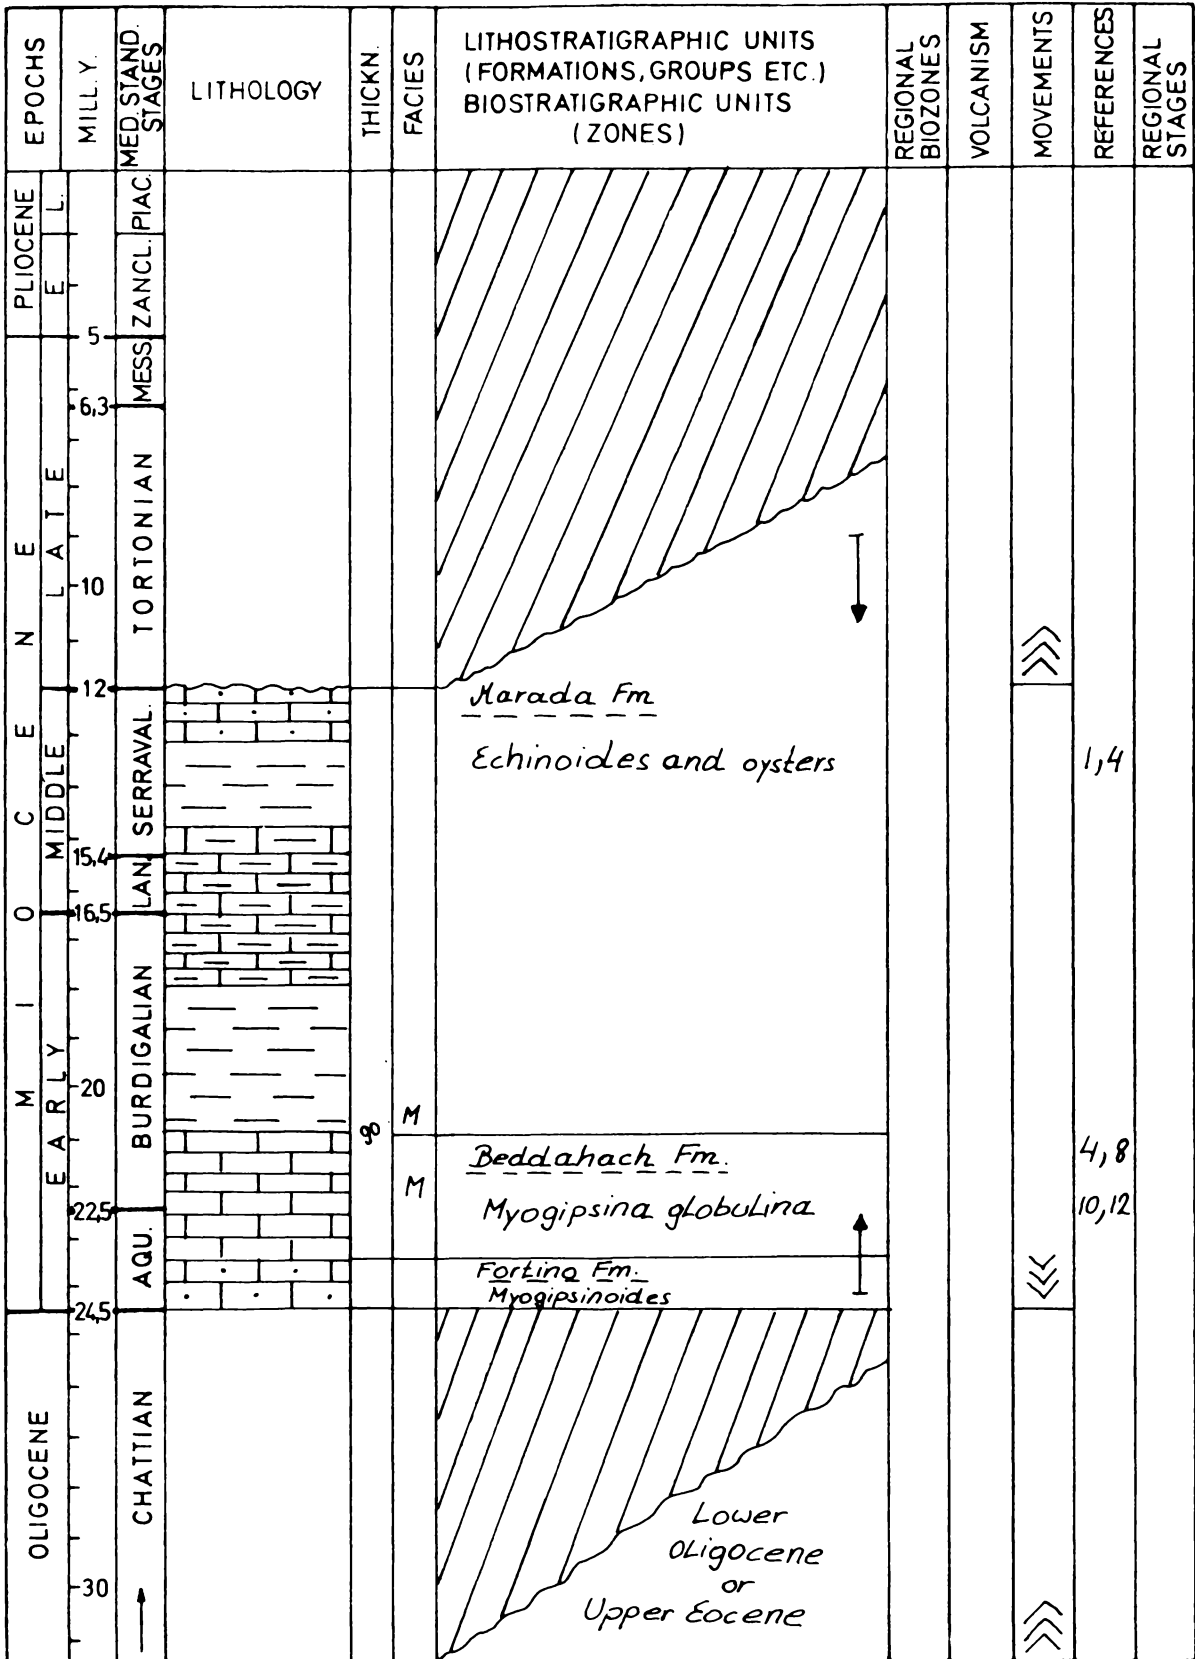 EPOCHS
MILL.Y.
MED.STAND.
STAGES
LITHOLOGY
THICKN.
FACIES
LITHOSTRATIGRAPHIC UNITS
(FORMATIONS, GROUPS ETC.)
BIOSTRATIGRAPHIC UNITS
(ZONES)
REGIONAL
BIOZONES
VOLCANISM
MOVEMENTS
REFERENCES
REGIONAL
STAGES
PLIOCENE
L.
E
PIAC.
ZANCL.
5
MESS.
6,3
MIOCENE
LATE
TORTONIAN
10
12
Marada Fm
Echinoides and oysters
1,4
MIDDLE
SERRAVAL.
15,4
LAN.
16,5
EARLY
BURDIGALIAN
20
90
M
Beddahach Fm.
4,8
M
Myogipsina globulina
10,12
22,5
AQU.
Fortino Fm.
Myogipsinoides
24,5
OLIGOCENE
CHATTIAN
Lower
Oligocene
or
Upper Eocene
30